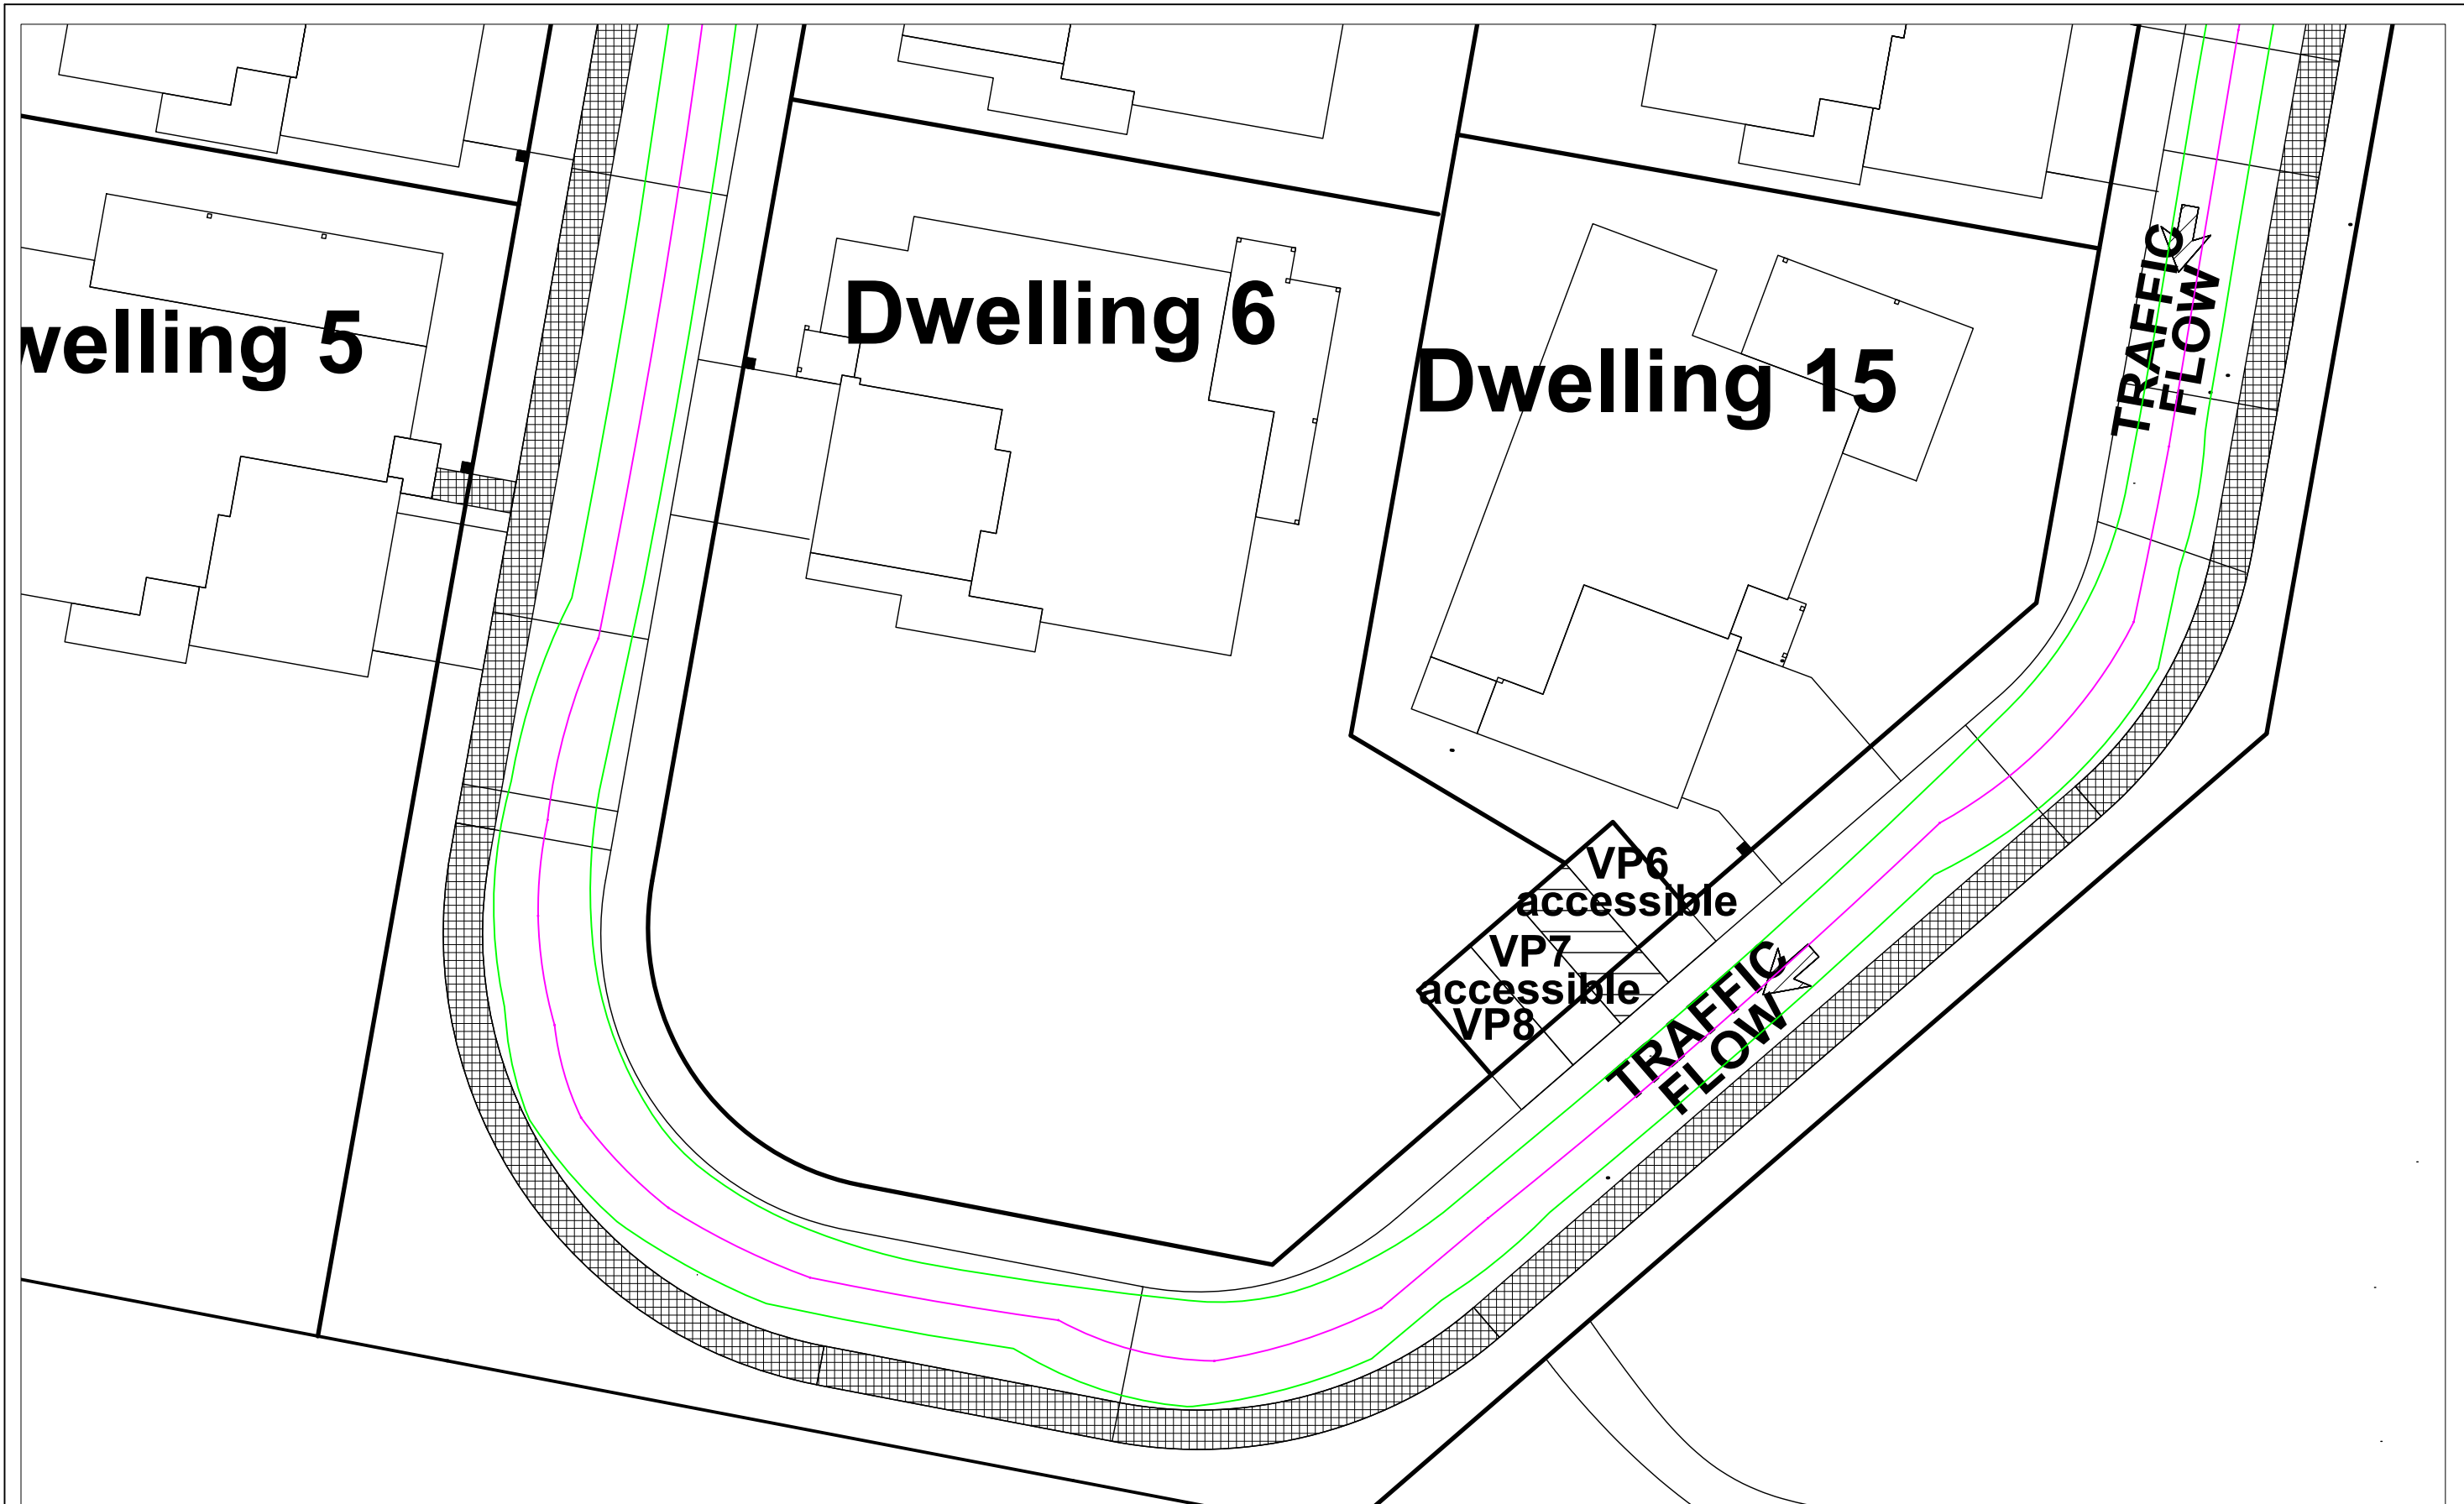 welling 5
Dwelling 6
Dwelling 15
TRAFFIC
FLOW
VP6
accessible
VP7
accessible
VP8
TRAFFIC
FLOW